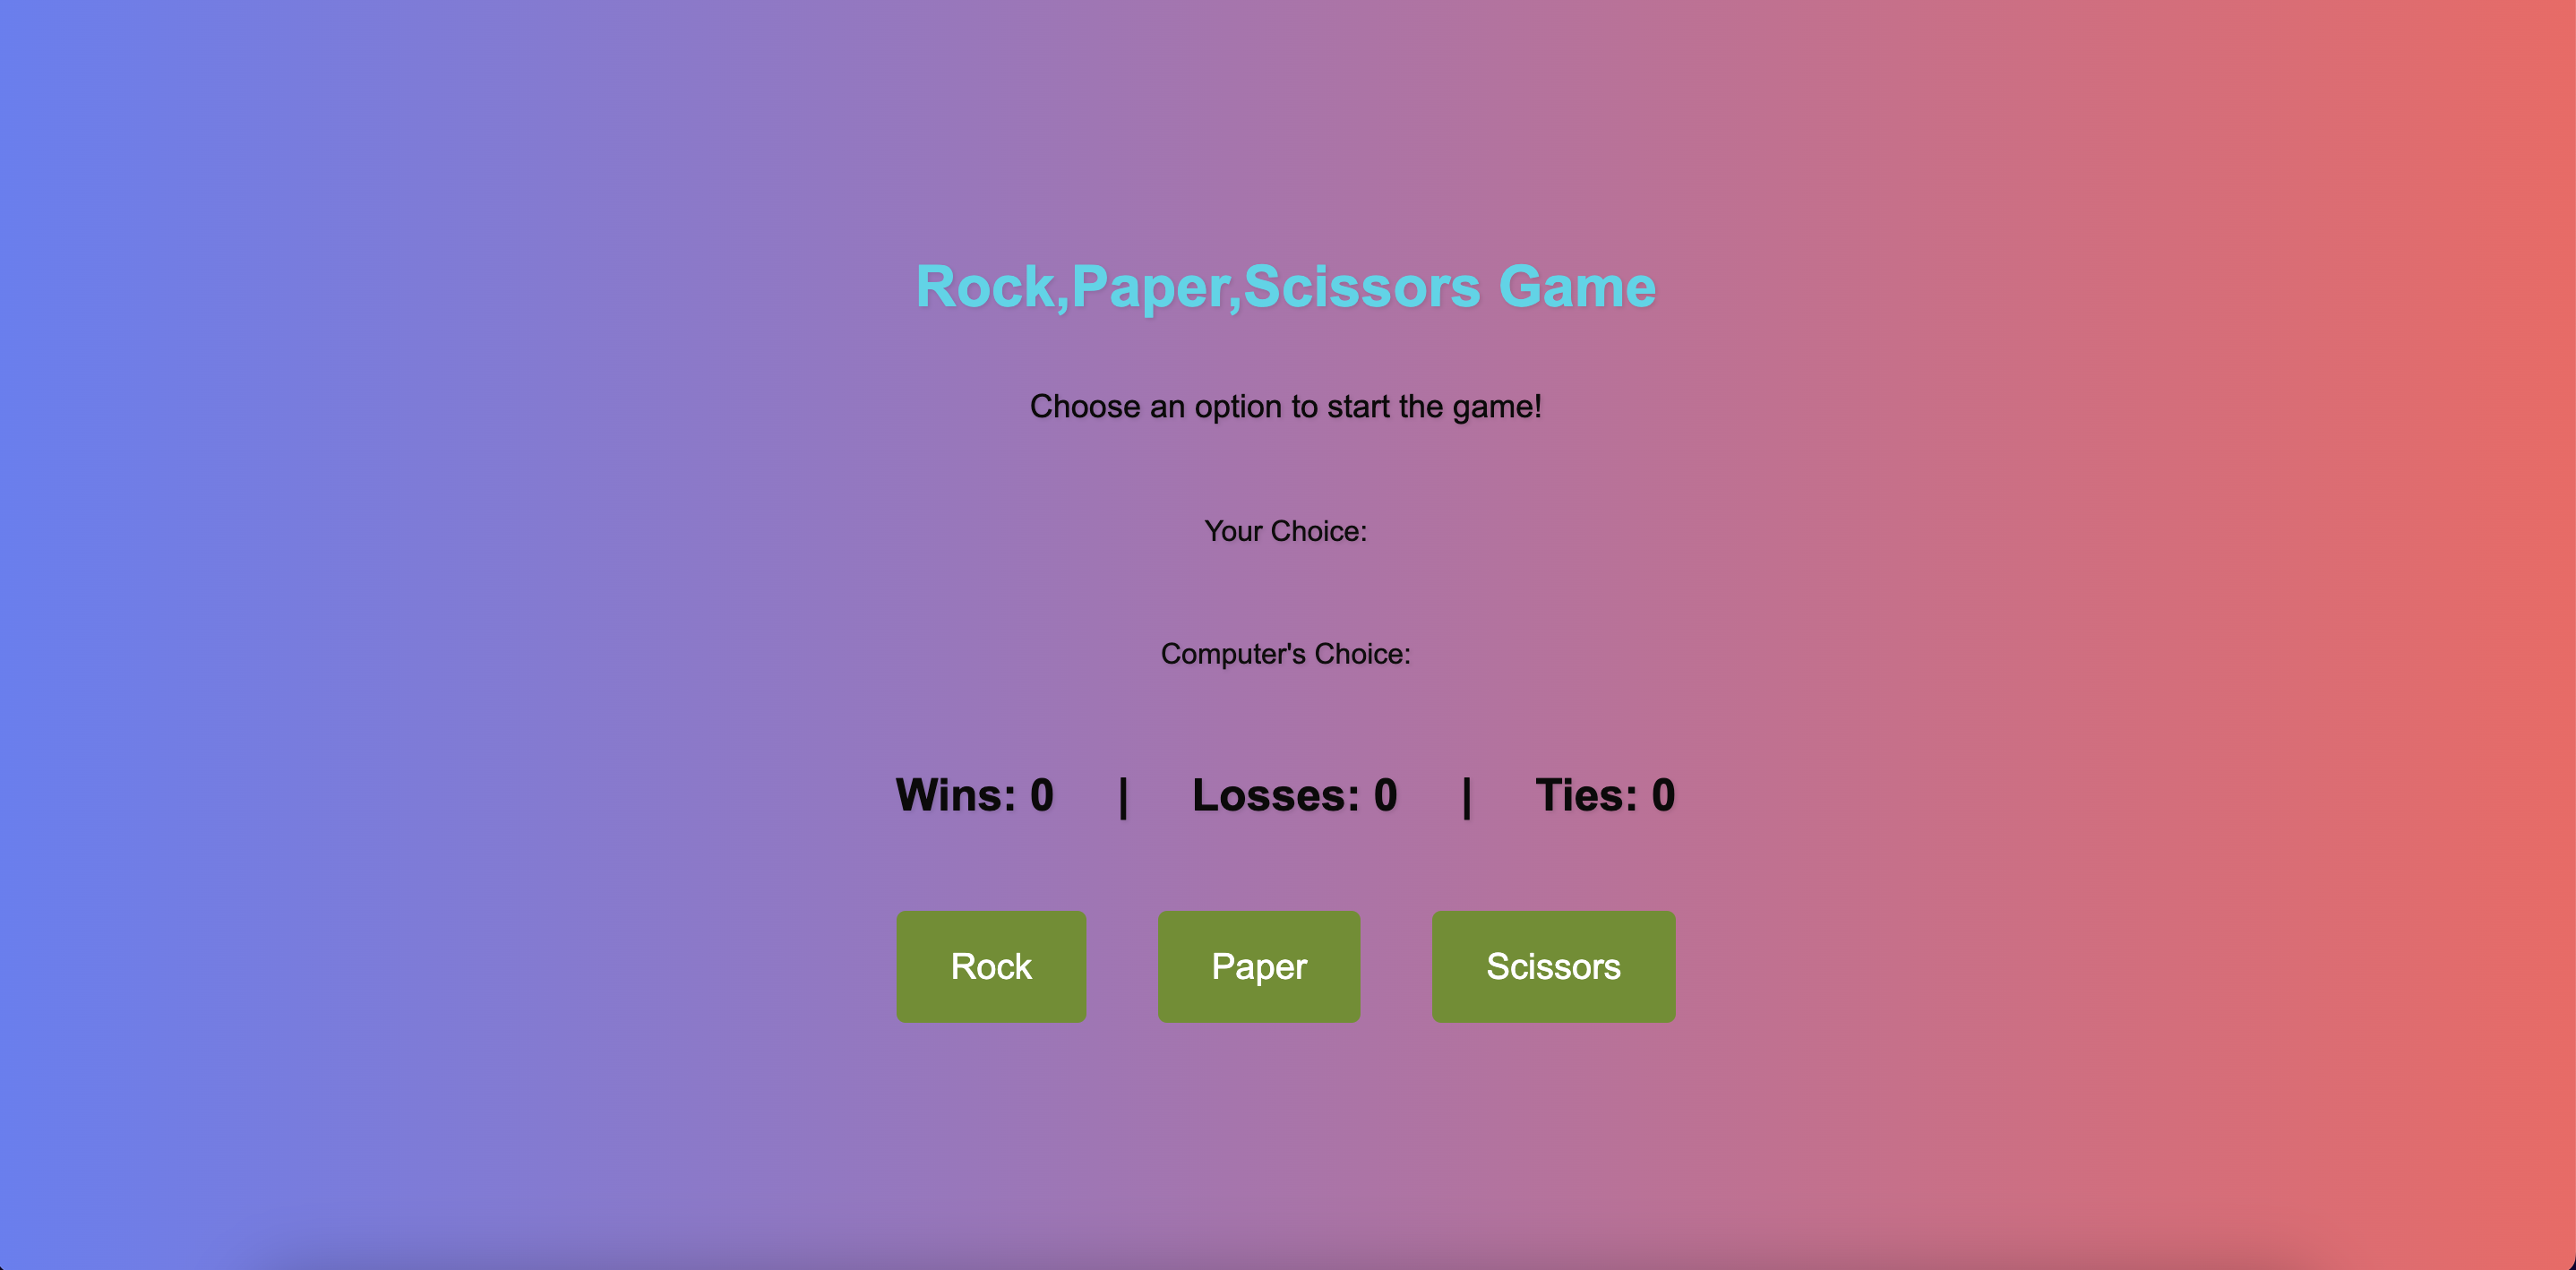 Rock,Paper,Scissors Game
Choose an option to start the game!
Your Choice:
Computer's Choice:
Wins: 0 | Losses: 0 | Ties: 0
Rock Paper Scissors